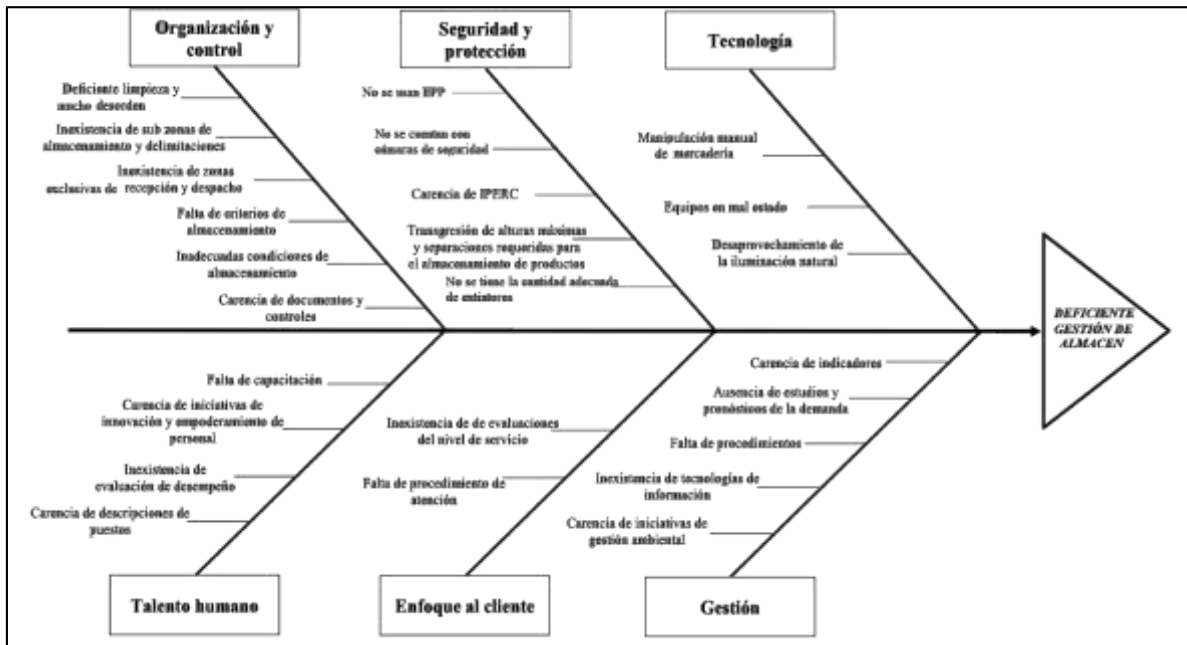 Organización y
control
Seguridad y
protección
Tecnología
Deficiente limpieza y
mucho desorden
Inexistencia de sub zonas de
almacenamiento y delimitaciones
Inexistencia de zonas
exclusivas de recepción y despacho
Falta de criterios de
almacenamiento
Inadecuadas condiciones de
almacenamiento
Carencia de documentos y
controles
No se usan EPP
No se cuentan con
cámaras de seguridad
Carencia de IPERC
Transgresión de alturas máximas
y separaciones requeridas para
el almacenamiento de productos
No se tiene la cantidad adecuada
de extintores
Manipulación manual
de mercadería
Equipos en mal estado
Desaprovechamiento de
la iluminación natural
DEFICIENTE
GESTIÓN DE
ALMACEN
Falta de capacitación
Carencia de iniciativas de
innovación y empoderamiento de
personal
Inexistencia de
evaluación de desempeño
Carencia de descripciones de
puestos
Inexistencia de de evaluaciones
del nivel de servicio
Falta de procedimiento de
atención
Carencia de indicadores
Ausencia de estudios y
pronósticos de la demanda
Falta de procedimientos
Inexistencia de tecnologías de
información
Carencia de iniciativas de
gestión ambiental
Talento humano
Enfoque al cliente
Gestión